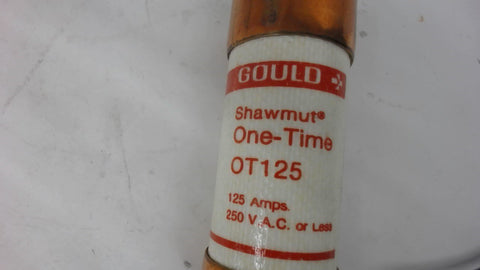 GOULD
Shawmut®
One-Time
OT125
125 Amps.
250 V.A.C. or Less